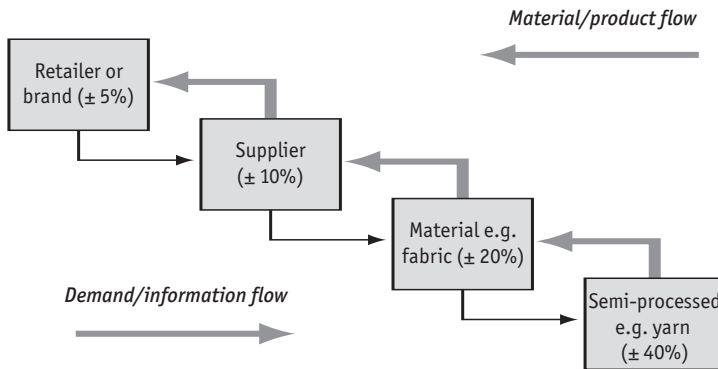 Material/product flow
Retailer or
brand (± 5%)
Supplier
(± 10%)
Material e.g.
fabric (± 20%)
Demand/information flow
Semi-processed
e.g. yarn
(± 40%)